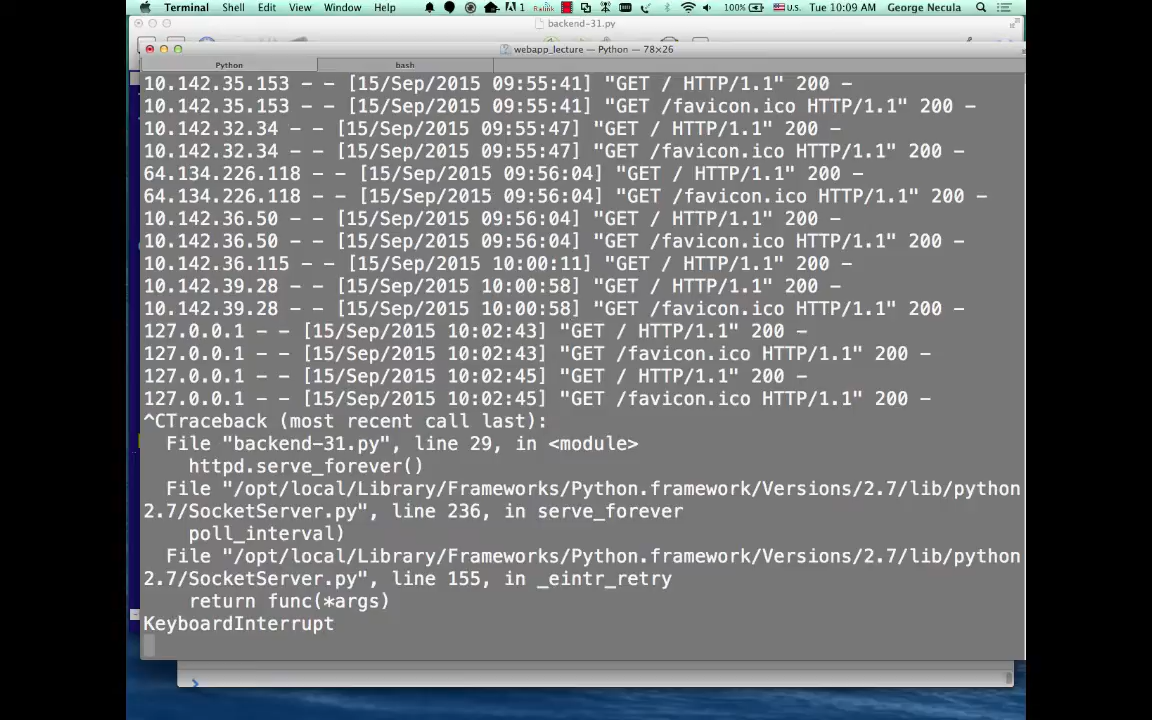 Terminal Shell Edit View Window Help 1 100% U.S. Tue 10:09 AM George Necula
backend-31.py
webapp_lecture — Python — 78×26
Python bash
10.142.35.153 - - [15/Sep/2015 09:55:41] "GET / HTTP/1.1" 200 -
10.142.35.153 - - [15/Sep/2015 09:55:41] "GET /favicon.ico HTTP/1.1" 200 -
10.142.32.34 - - [15/Sep/2015 09:55:47] "GET / HTTP/1.1" 200 -
10.142.32.34 - - [15/Sep/2015 09:55:47] "GET /favicon.ico HTTP/1.1" 200 -
64.134.226.118 - - [15/Sep/2015 09:56:04] "GET / HTTP/1.1" 200 -
64.134.226.118 - - [15/Sep/2015 09:56:04] "GET /favicon.ico HTTP/1.1" 200 -
10.142.36.50 - - [15/Sep/2015 09:56:04] "GET / HTTP/1.1" 200 -
10.142.36.50 - - [15/Sep/2015 09:56:04] "GET /favicon.ico HTTP/1.1" 200 -
10.142.36.115 - - [15/Sep/2015 10:00:11] "GET / HTTP/1.1" 200 -
10.142.39.28 - - [15/Sep/2015 10:00:58] "GET / HTTP/1.1" 200 -
10.142.39.28 - - [15/Sep/2015 10:00:58] "GET /favicon.ico HTTP/1.1" 200 -
127.0.0.1 - - [15/Sep/2015 10:02:43] "GET / HTTP/1.1" 200 -
127.0.0.1 - - [15/Sep/2015 10:02:43] "GET /favicon.ico HTTP/1.1" 200 -
127.0.0.1 - - [15/Sep/2015 10:02:45] "GET / HTTP/1.1" 200 -
127.0.0.1 - - [15/Sep/2015 10:02:45] "GET /favicon.ico HTTP/1.1" 200 -
^CTraceback (most recent call last):
File "backend-31.py", line 29, in <module>
httpd.serve_forever()
File "/opt/local/Library/Frameworks/Python.framework/Versions/2.7/lib/python
2.7/SocketServer.py", line 236, in serve_forever
poll_interval)
File "/opt/local/Library/Frameworks/Python.framework/Versions/2.7/lib/python
2.7/SocketServer.py", line 155, in _eintr_retry
return func(*args)
KeyboardInterrupt
>